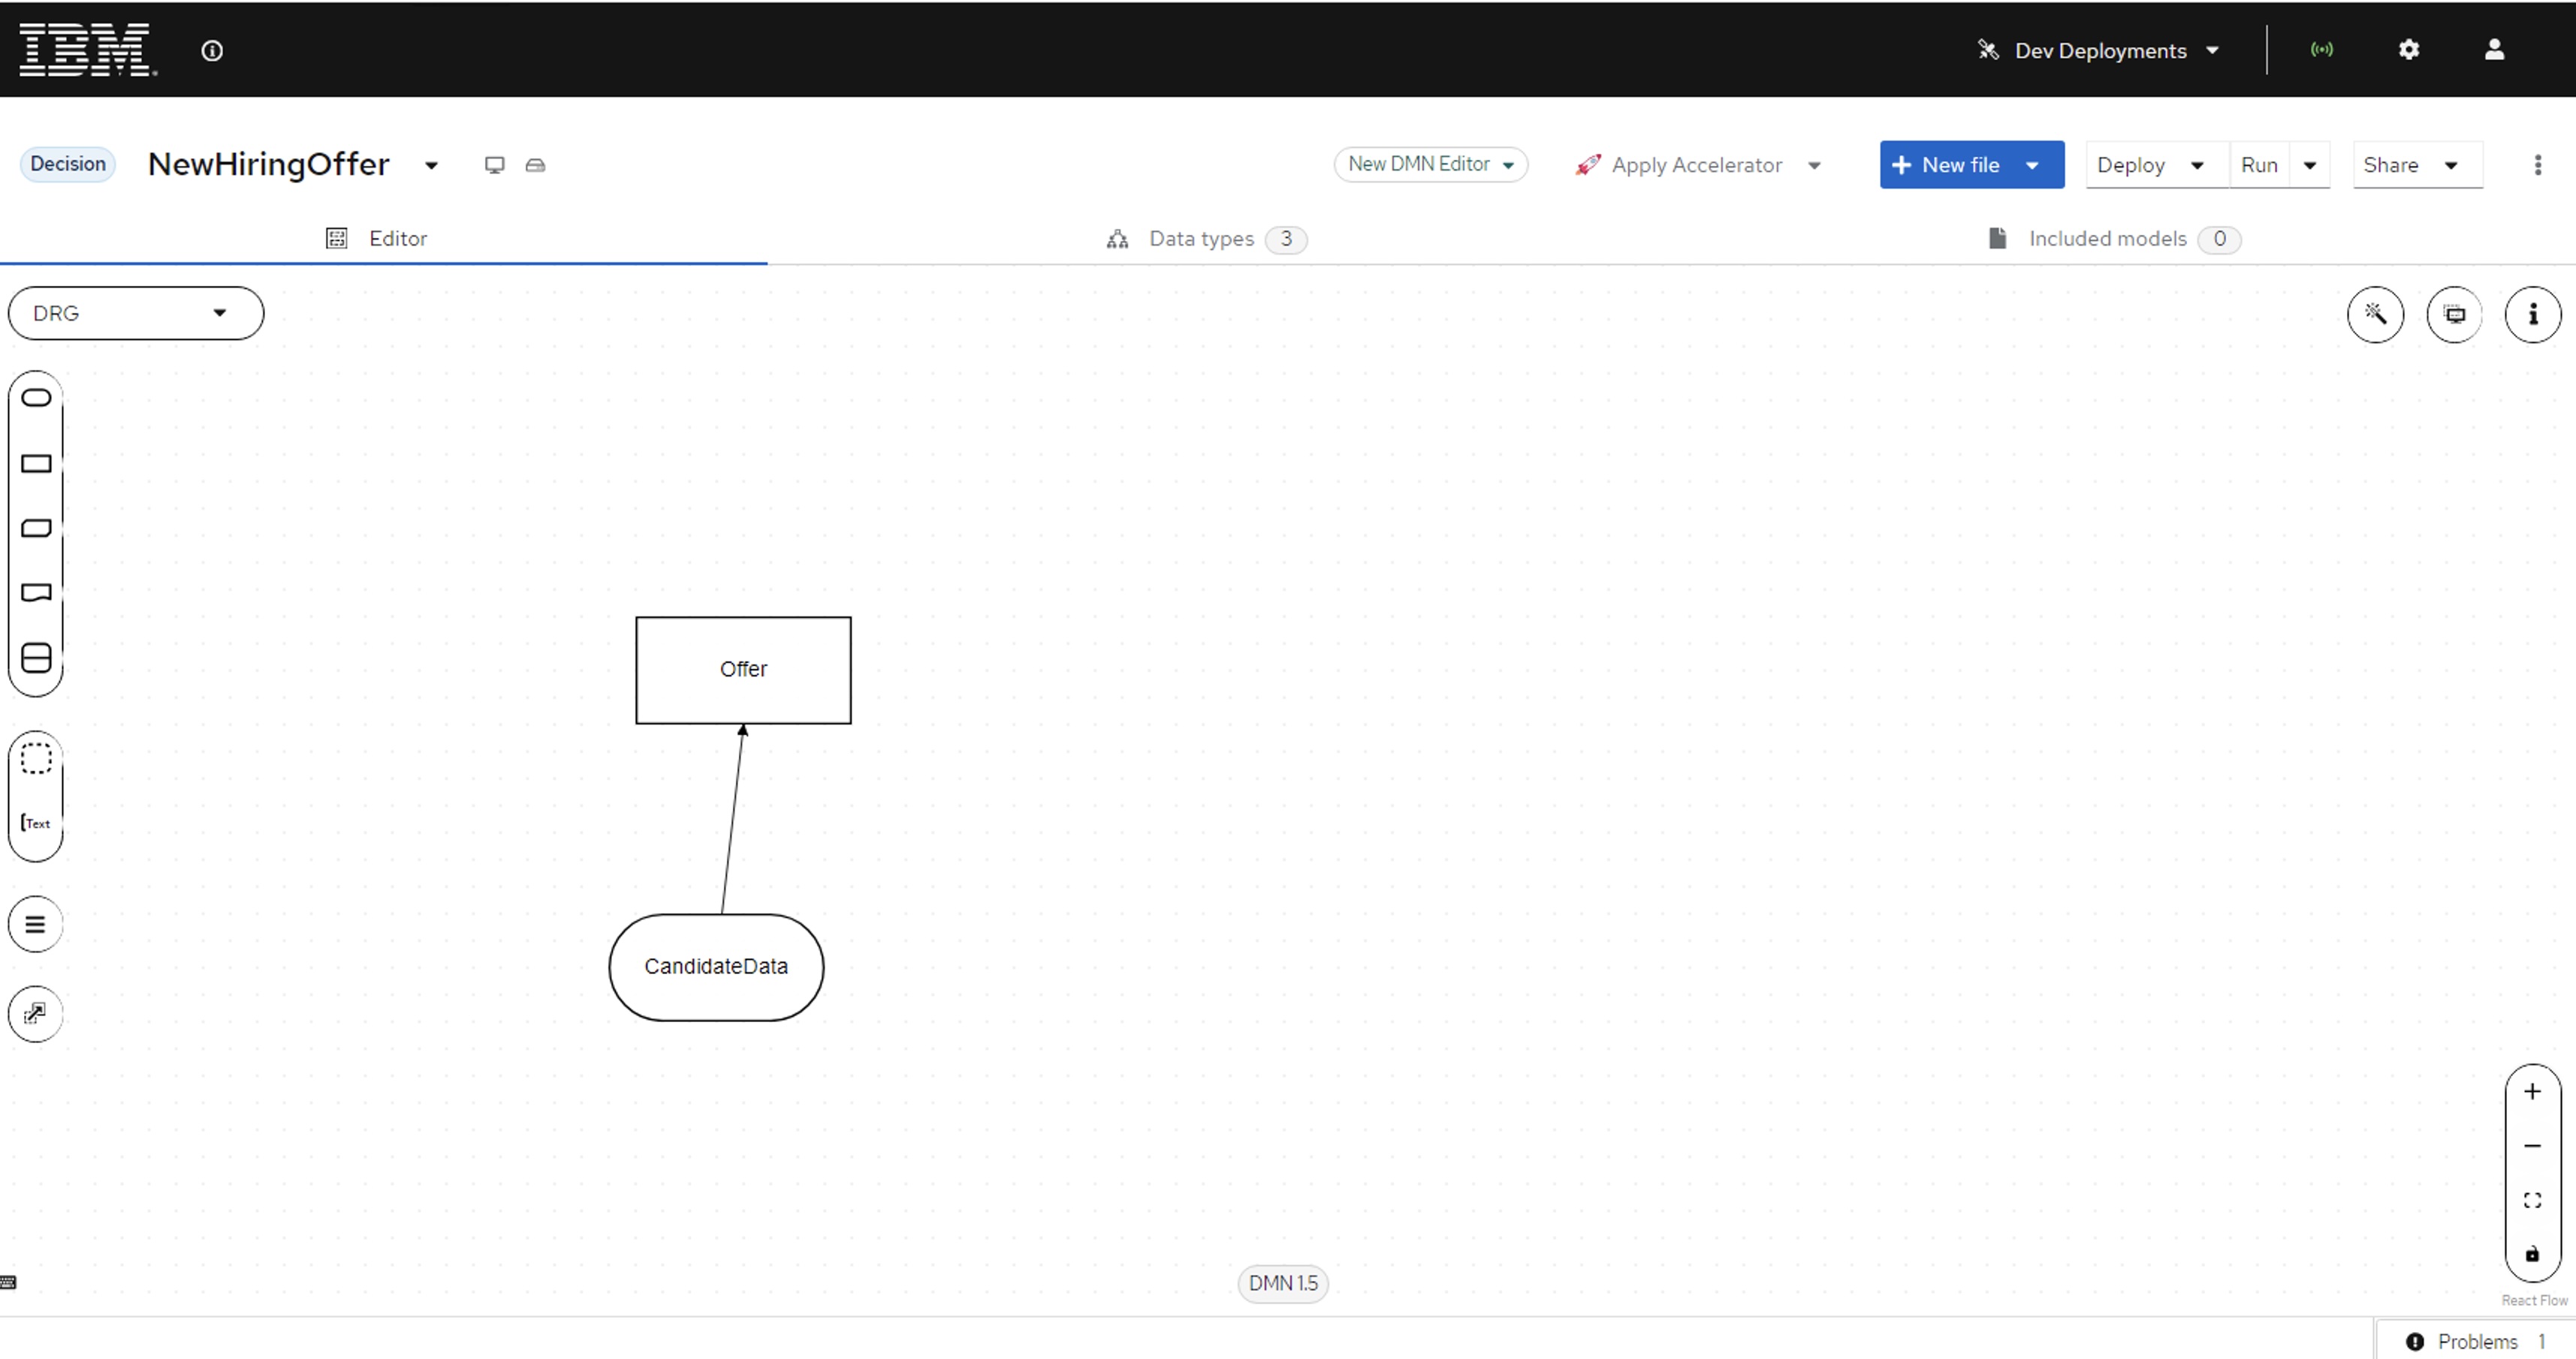 IBM
Dev Deployments
Decision
NewHiringOffer
New DMN Editor
Apply Accelerator
New file
Deploy
Run
Share
Editor
Data types 3
Included models 0
DRG
Text
Offer
CandidateData
DMN 1.5
React Flow
Problems 1